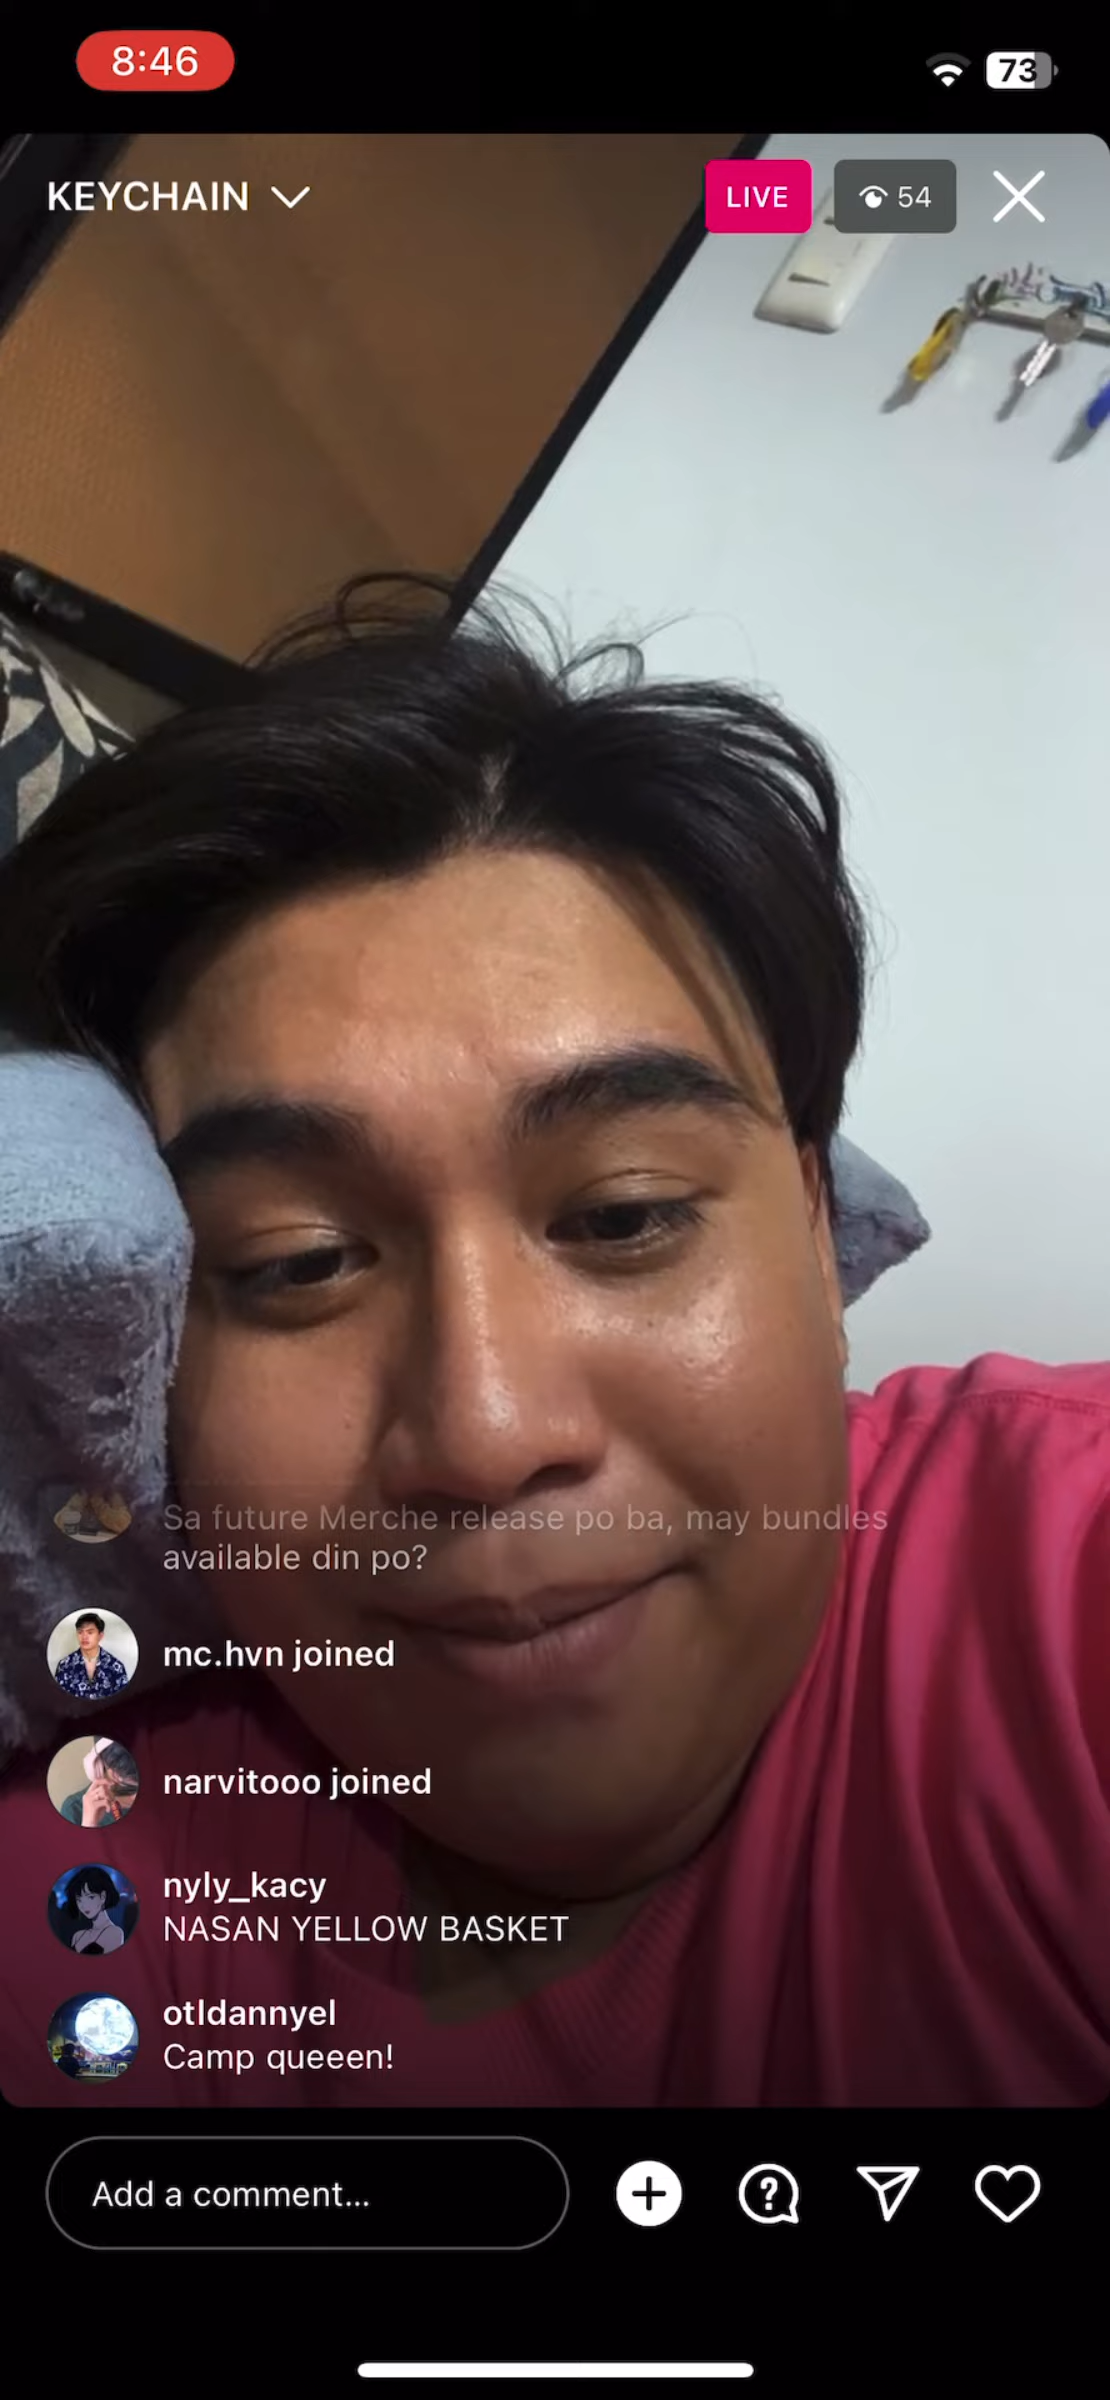 8:46
73
KEYCHAIN
LIVE
54
Sa future Merche release po ba, may bundles
available din po?
mc.hvn joined
narvitooo joined
nyly_kacy
NASAN YELLOW BASKET
otldannyel
Camp queeen!
Add a comment...